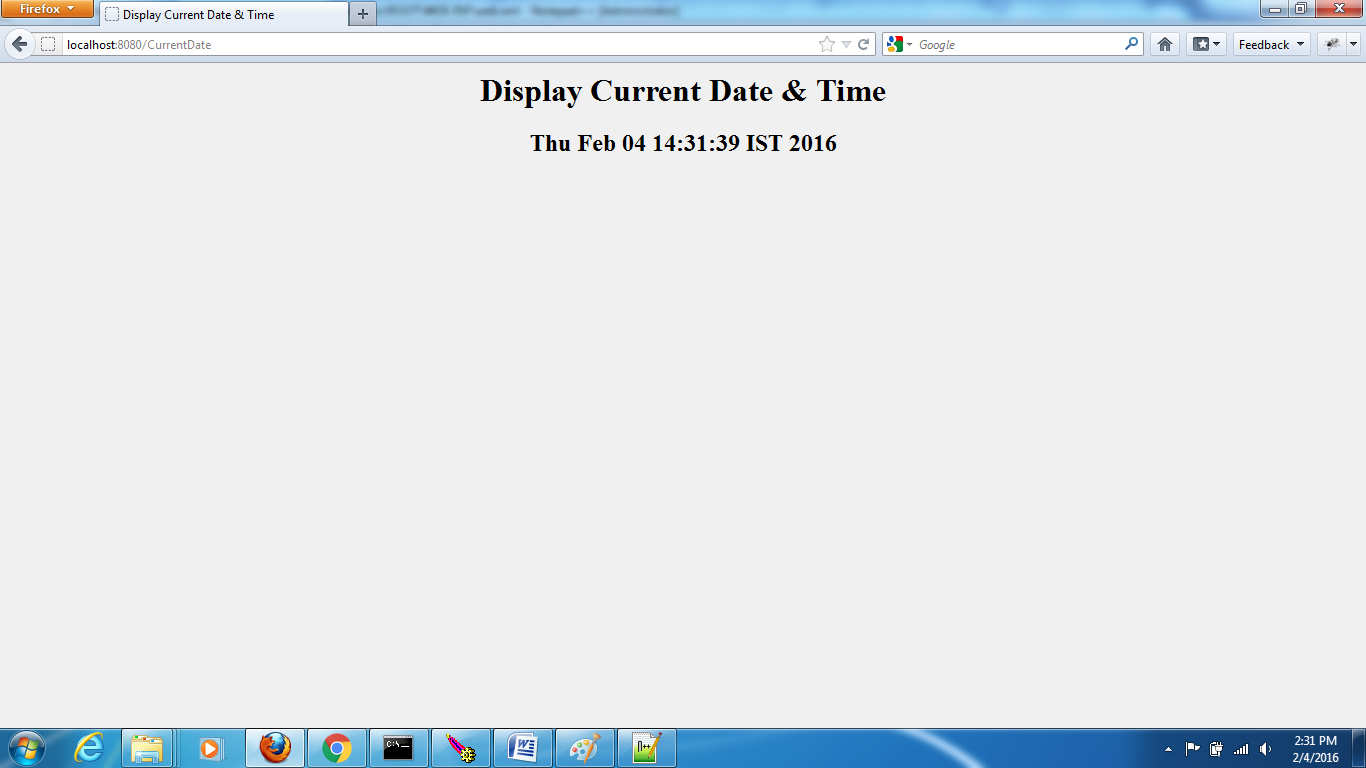 Firefox
Display Current Date & Time
localhost:8080/CurrentDate
Google
Feedback
Display Current Date & Time
Thu Feb 04 14:31:39 IST 2016
C:\
2:31 PM
2/4/2016